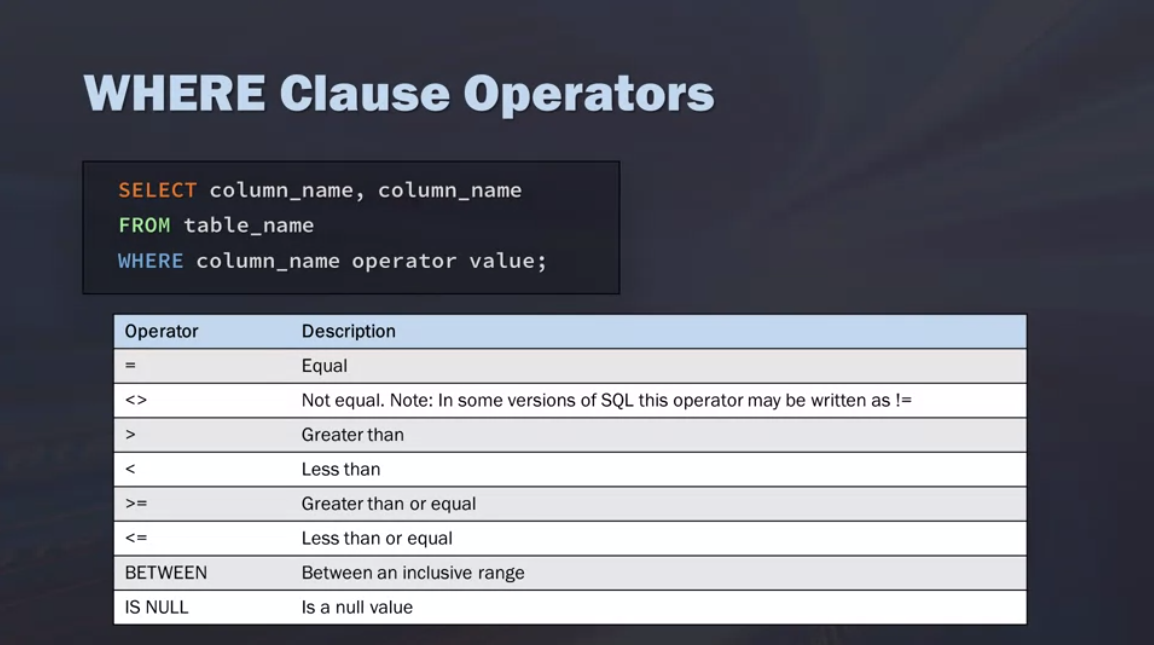 WHERE Clause Operators
SELECT column_name, column_name
FROM table_name
WHERE column_name operator value;
Operator Description
= Equal
<> Not equal. Note: In some versions of SQL this operator may be written as !=
> Greater than
< Less than
>= Greater than or equal
<= Less than or equal
BETWEEN Between an inclusive range
IS NULL Is a null value